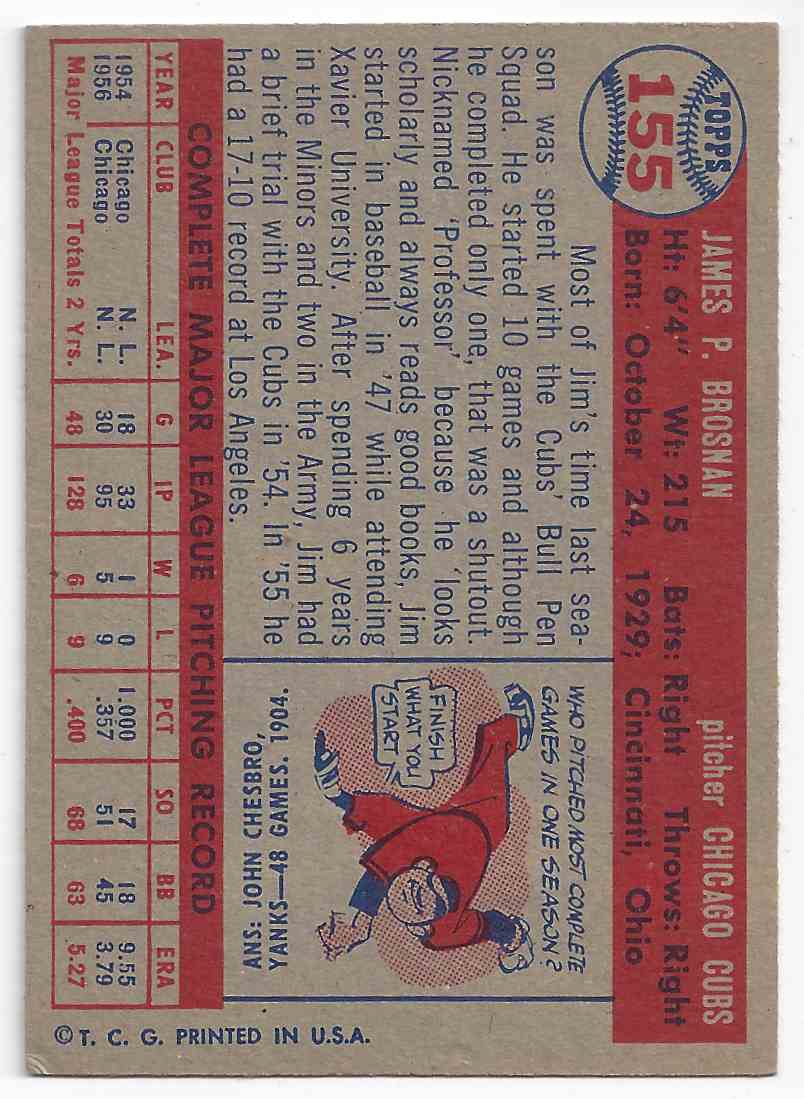 TOPPS
155
JAMES P. BROSNAN pitcher CHICAGO CUBS
Ht: 6'4" Wt: 215 Bats: Right Throws: Right
Born: October 24, 1929; Cincinnati, Ohio
Most of Jim's time last sea-
son was spent with the Cubs' Bull Pen
Squad. He started 10 games and although
he completed only one, that was a shutout.
Nicknamed 'Professor' because he 'looks
scholarly and always reads good books, Jim
started in baseball in '47 while attending
Xavier University. After spending 6 years
in the Minors and two in the Army, Jim had
a brief trial with the Cubs in '54. In '55 he
had a 17-10 record at Los Angeles.
WHO PITCHED MOST COMPLETE
GAMES IN ONE SEASON?
FINISH
WHAT YOU
START
ANS: JOHN CHESBRO,
YANKS—48 GAMES. 1904.
COMPLETE MAJOR LEAGUE PITCHING RECORD
YEAR CLUB LEA. G IP W L PCT SO BB ERA
1954 Chicago N. L. 18 33 1 0 1.000 17 18 9.55
1956 Chicago N. L. 30 95 5 9 .357 51 45 3.79
Major League Totals 2 Yrs. 48 128 6 9 .400 68 63 5.27
© T. C. G. PRINTED IN U.S.A.